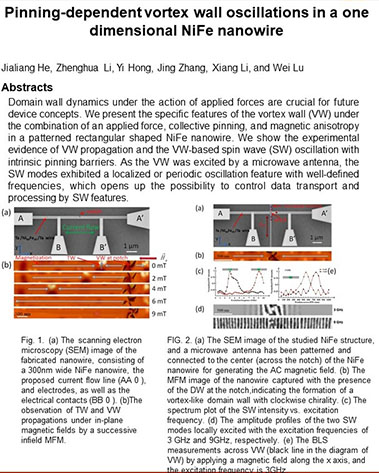 Pinning-dependent vortex wall oscillations in a one
dimensional NiFe nanowire
Jialiang He, Zhenghua Li, Yi Hong, Jing Zhang, Xiang Li, and Wei Lu
Abstracts
Domain wall dynamics under the action of applied forces are crucial for future
device concepts. We present the specific features of the vortex wall (VW) under
the combination of an applied force, collective pinning, and magnetic anisotropy
in a patterned rectangular shaped NiFe nanowire. We show the experimental
evidence of VW propagation and the VW-based spin wave (SW) oscillation with
intrinsic pinning barriers. As the VW was excited by a microwave antenna, the
SW modes exhibited a localized or periodic oscillation feature with well-defined
frequencies, which opens up the possibility to control data transport and
processing by SW features.
(a)
A
A'
Current flow
B
B'
1 μm
(b)
Magnetisation
TW
VW at notch
0 mT
2 mT
4 mT
6 mT
9 mT
(a)
A
A'
B
B'
1 μm
(b)
(c)
(e)
(d)
3 GHz
9 GHz
Fig. 1. (a) The scanning electron
microscopy (SEM) image of the
fabricated nanowire, consisting of
a 300nm wide NiFe nanowire, the
proposed current flow line (AA 0 ),
and electrodes, as well as the
electrical contacts (BB 0 ). (b)The
observation of TW and VW
propagations under in-plane
magnetic fields by a successive
infield MFM.
FIG. 2. (a) The SEM image of the studied NiFe structure,
and a microwave antenna has been patterned and
connected to the center (across the notch) of the NiFe
nanowire for generating the AC magnetic field. (b) The
MFM image of the nanowire captured with the presence
of the DW at the notch,indicating the formation of a
vortex-like domain wall with clockwise chirality. (c) The
spectrum plot of the SW intensity vs. excitation
frequency. (d) The amplitude profiles of the two SW
modes locally excited with the excitation frequencies of
3 GHz and 9GHz, respectively. (e) The BLS
measurements across VW (black line in the diagram of
VW) by applying a magnetic field along the x axis, and
the excitation frequency is 3GHz